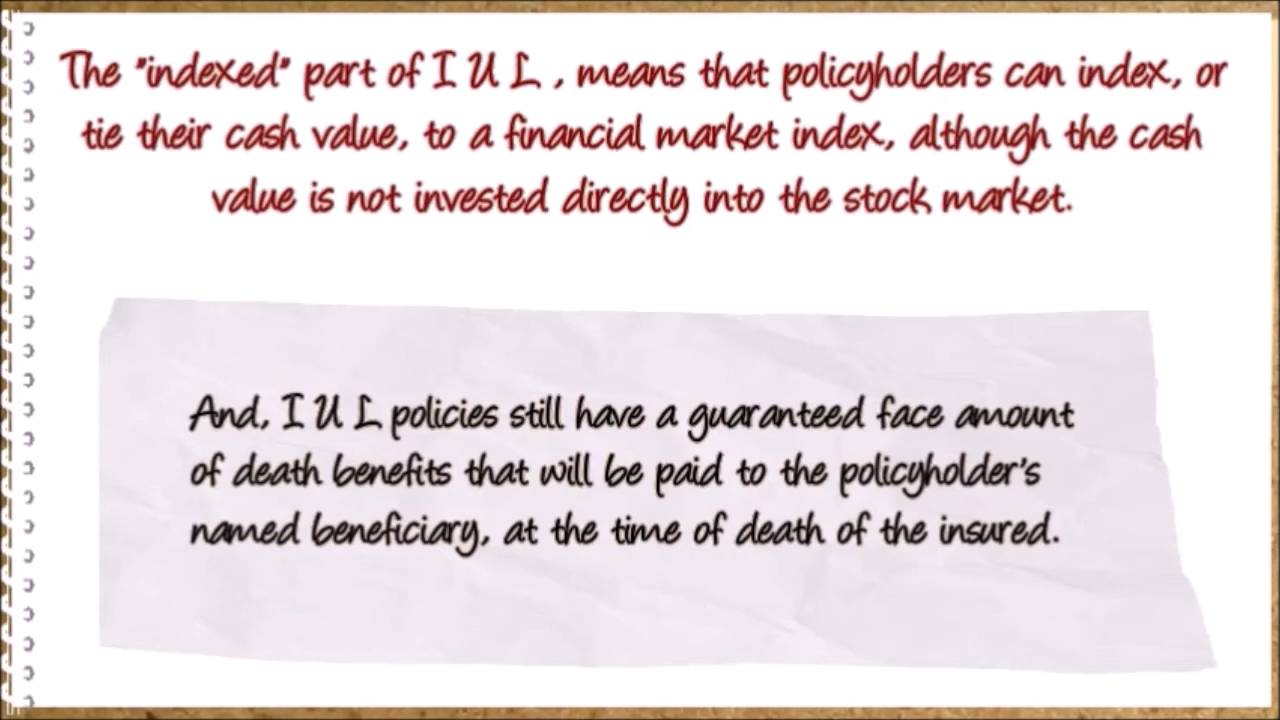 The "indexed" part of I U L , means that policyholders can index, or
tie their cash value, to a financial market index, although the cash
value is not invested directly into the stock market.
And, I U L policies still have a guaranteed face amount
of death benefits that will be paid to the policyholder's
named beneficiary, at the time of death of the insured.